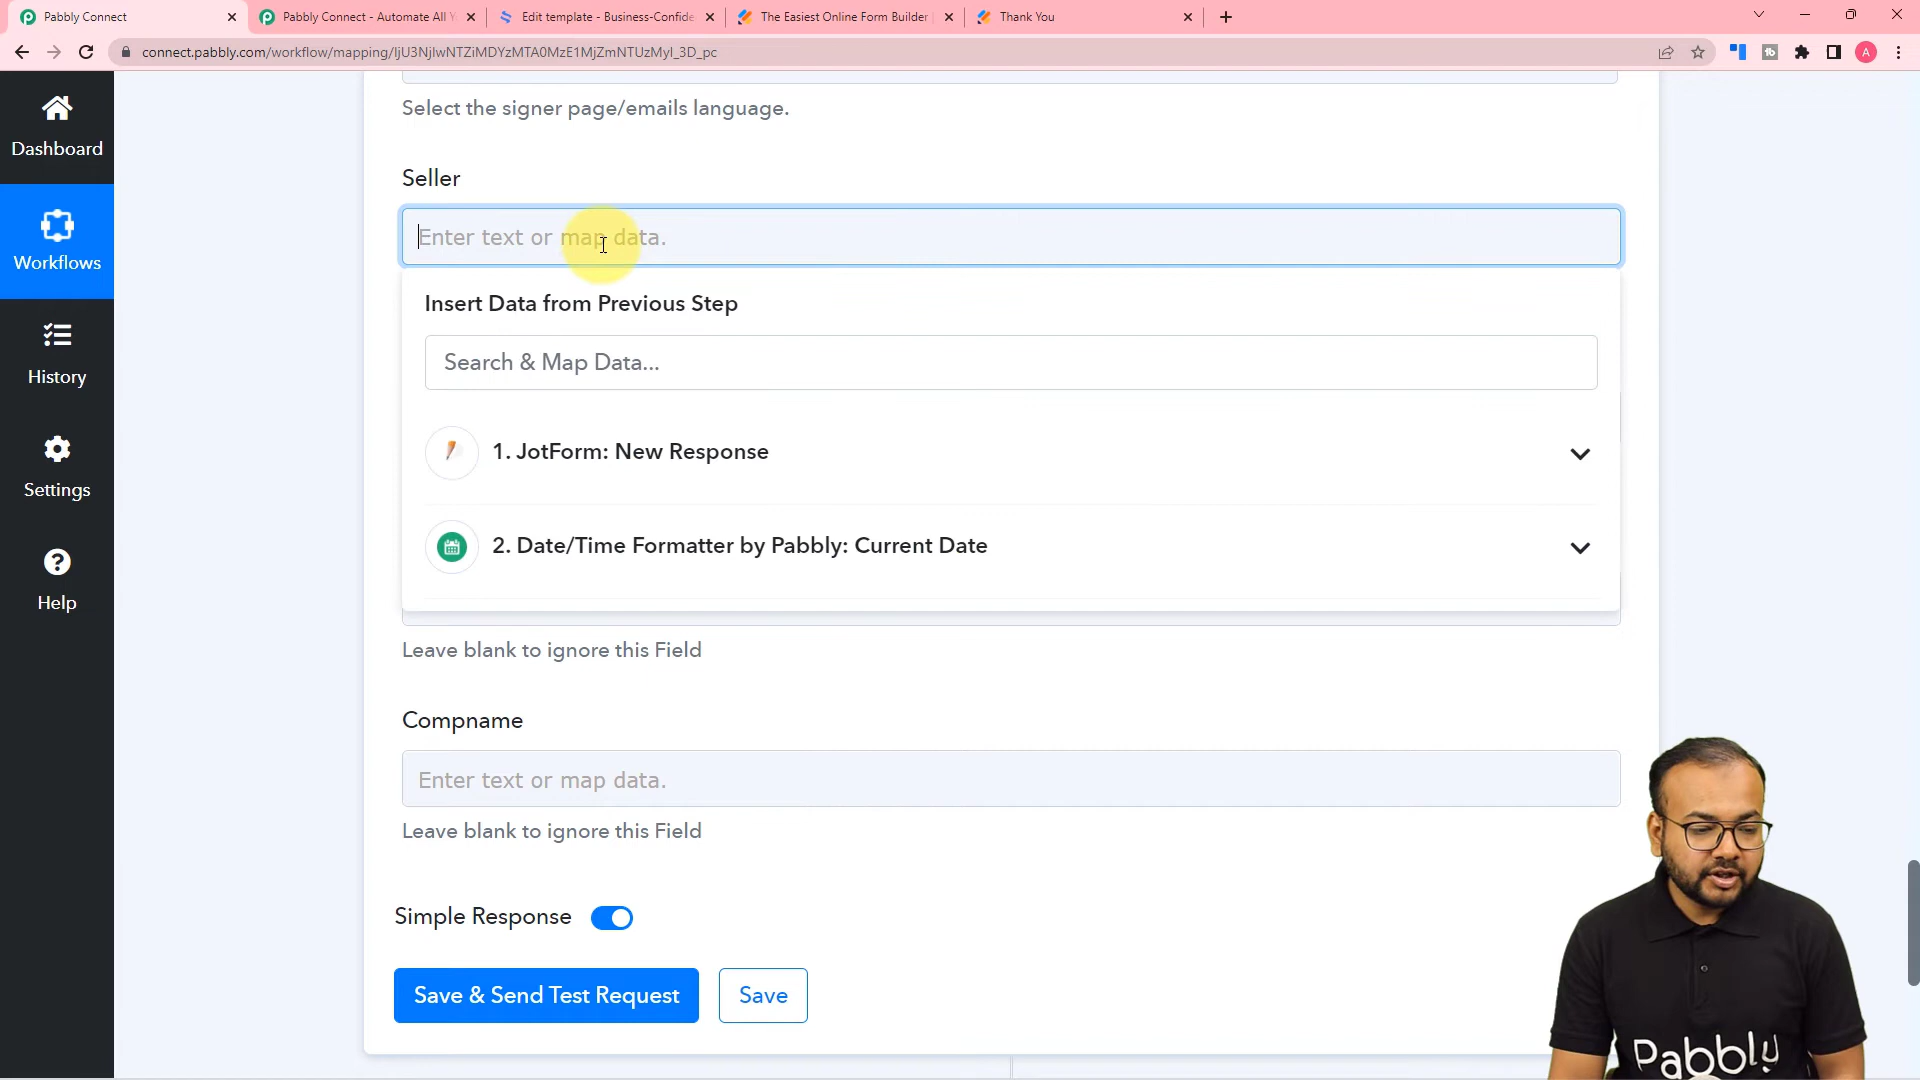 Pabbly Connect
Pabbly Connect - Automate All Y
Edit template - Business-Confide
The Easiest Online Form Builder
Thank You
connect.pabbly.com/workflow/mapping/
Select the signer page/emails language.
Dashboard
Seller
Enter text or map data.
Workflows
Insert Data from Previous Step
Search & Map Data...
History
1. JotForm: New Response
Settings
2. Date/Time Formatter by Pabbly: Current Date
Help
Leave blank to ignore this Field
Compname
Enter text or map data.
Leave blank to ignore this Field
Simple Response
Save & Send Test Request
Save
Pabbly